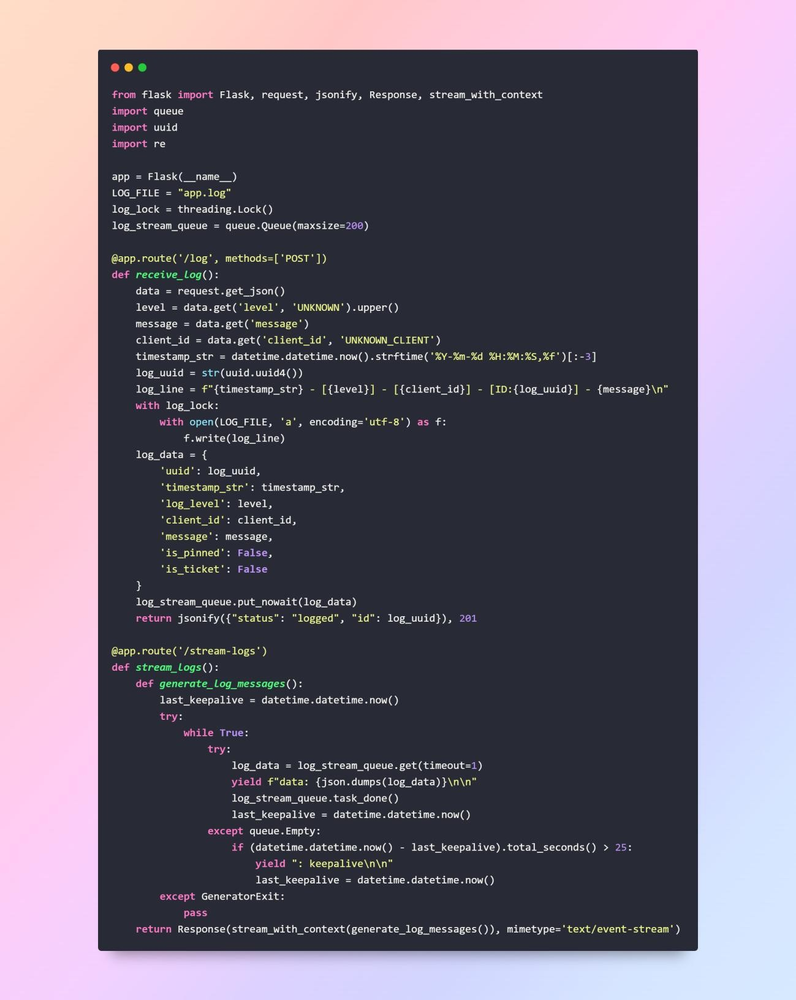 from flask import Flask, request, jsonify, Response, stream_with_context
import queue
import uuid
import re

app = Flask(__name__)
LOG_FILE = "app.log"
log_lock = threading.Lock()
log_stream_queue = queue.Queue(maxsize=200)

@app.route('/log', methods=['POST'])
def receive_log():
    data = request.get_json()
    level = data.get('level', 'UNKNOWN').upper()
    message = data.get('message')
    client_id = data.get('client_id', 'UNKNOWN_CLIENT')
    timestamp_str = datetime.datetime.now().strftime('%Y-%m-%d %H:%M:%S,%f')[:-3]
    log_uuid = str(uuid.uuid4())
    log_line = f"{timestamp_str} - [{level}] - [{client_id}] - [ID:{log_uuid}] - {message}\n"
    with log_lock:
        with open(LOG_FILE, 'a', encoding='utf-8') as f:
            f.write(log_line)
    log_data = {
        'uuid': log_uuid,
        'timestamp_str': timestamp_str,
        'log_level': level,
        'client_id': client_id,
        'message': message,
        'is_pinned': False,
        'is_ticket': False
    }
    log_stream_queue.put_nowait(log_data)
    return jsonify({"status": "logged", "id": log_uuid}), 201

@app.route('/stream-logs')
def stream_logs():
    def generate_log_messages():
        last_keepalive = datetime.datetime.now()
        try:
            while True:
                try:
                    log_data = log_stream_queue.get(timeout=1)
                    yield f"data: {json.dumps(log_data)}\n\n"
                    log_stream_queue.task_done()
                    last_keepalive = datetime.datetime.now()
                except queue.Empty:
                    if (datetime.datetime.now() - last_keepalive).total_seconds() > 25:
                        yield ": keepalive\n\n"
                        last_keepalive = datetime.datetime.now()
        except GeneratorExit:
            pass
    return Response(stream_with_context(generate_log_messages()), mimetype='text/event-stream')